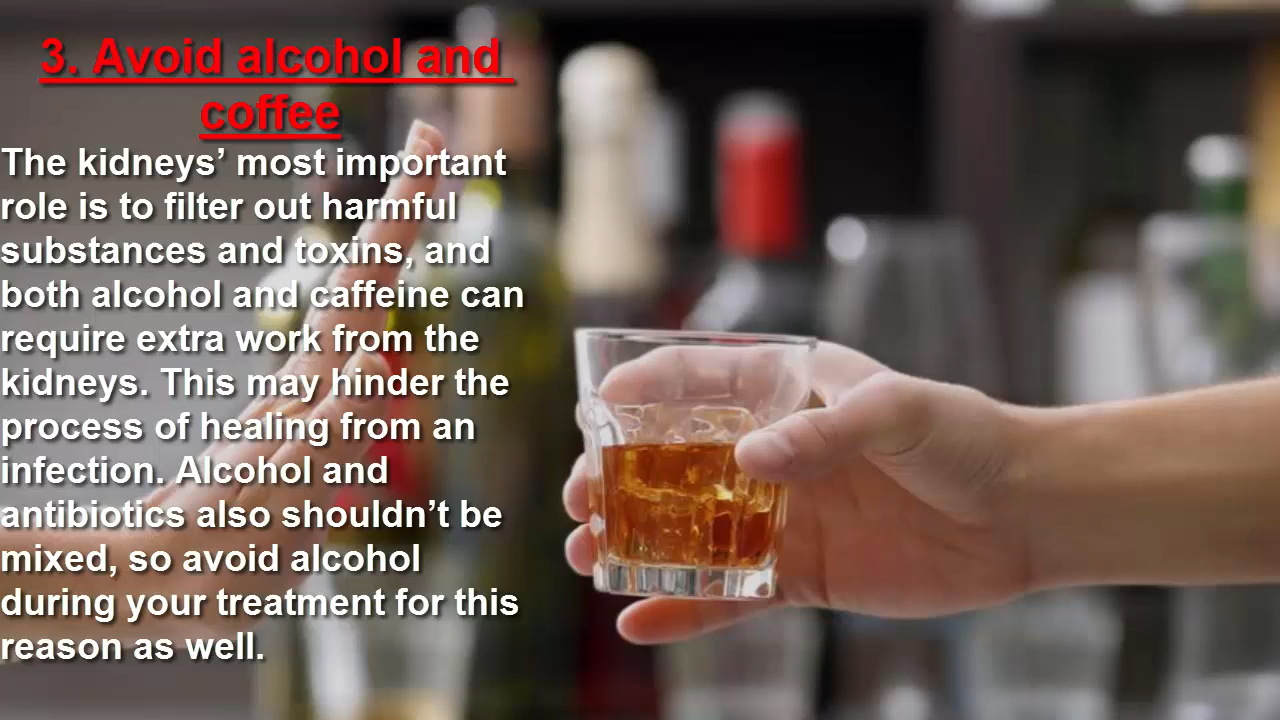 3. Avoid alcohol and
coffee
The kidneys’ most important
role is to filter out harmful
substances and toxins, and
both alcohol and caffeine can
require extra work from the
kidneys. This may hinder the
process of healing from an
infection. Alcohol and
antibiotics also shouldn’t be
mixed, so avoid alcohol
during your treatment for this
reason as well.